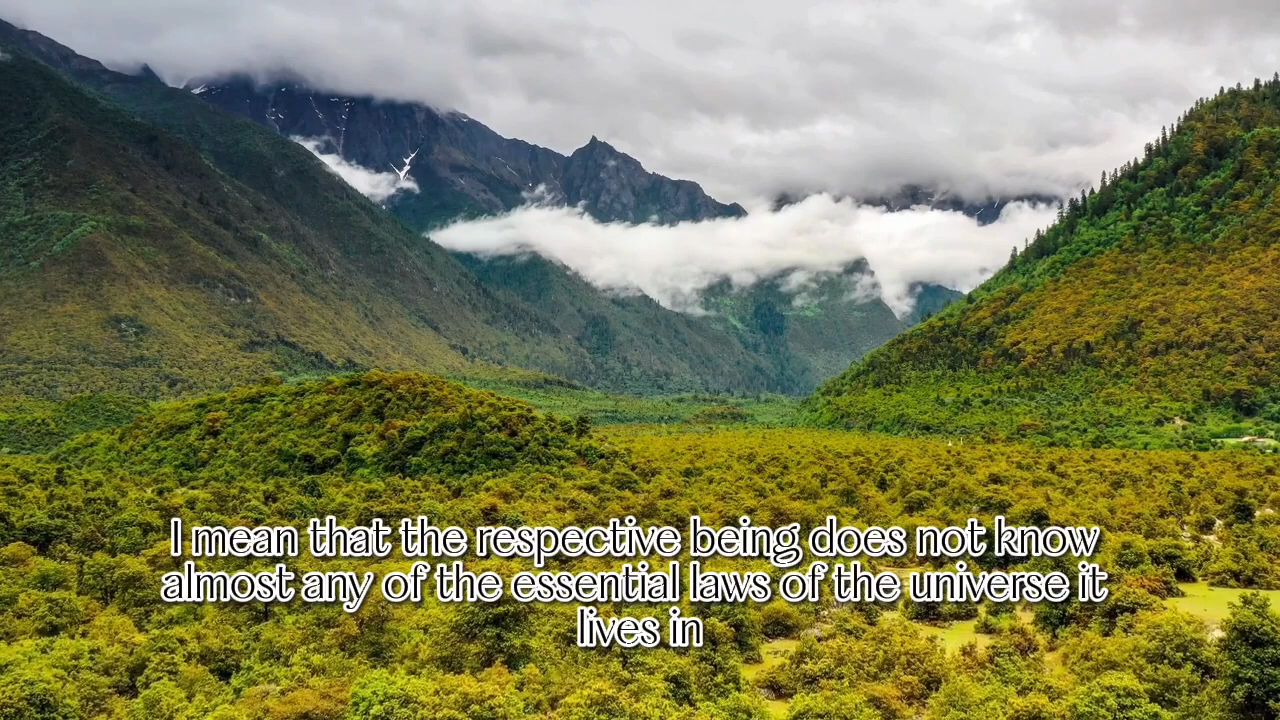 I mean that the respective being does not know
almost any of the essential laws of the universe it
lives in